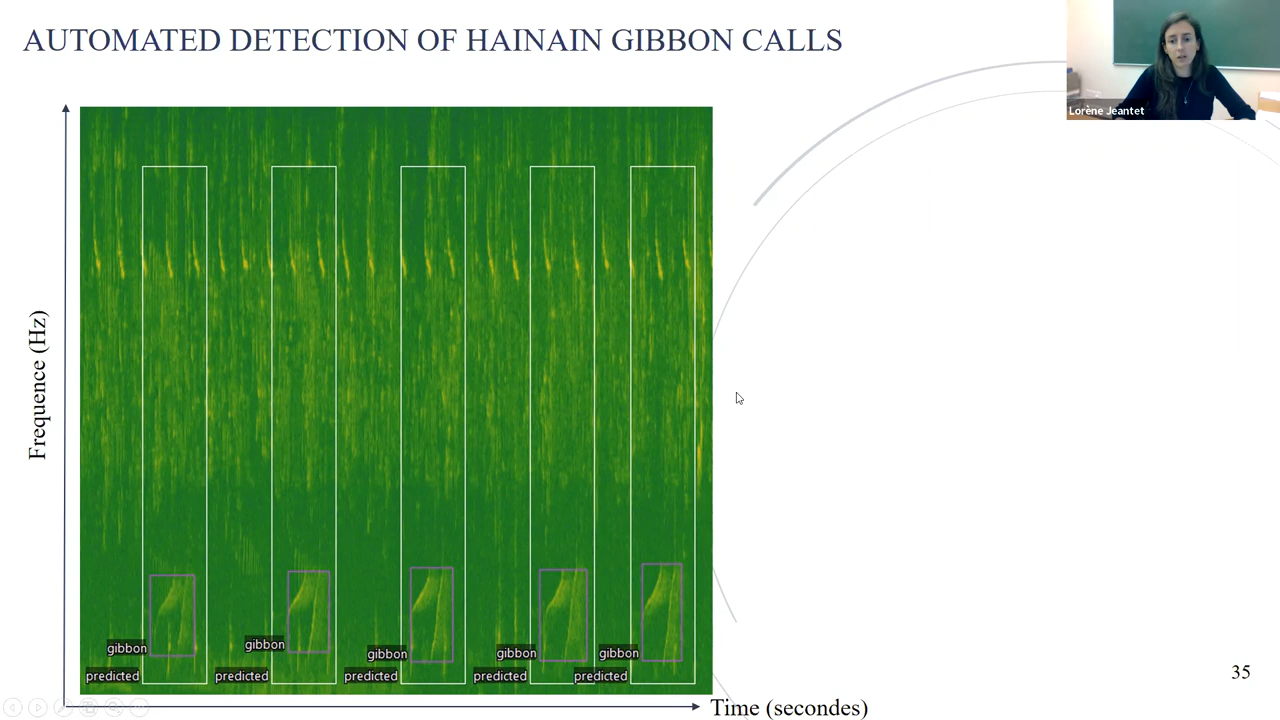 AUTOMATED DETECTION OF HAINAIN GIBBON CALLS
Lorène Jeantet
Frequence (Hz)
gibbon
gibbon
gibbon
gibbon
gibbon
predicted
predicted
predicted
predicted
predicted
35
Time (secondes)